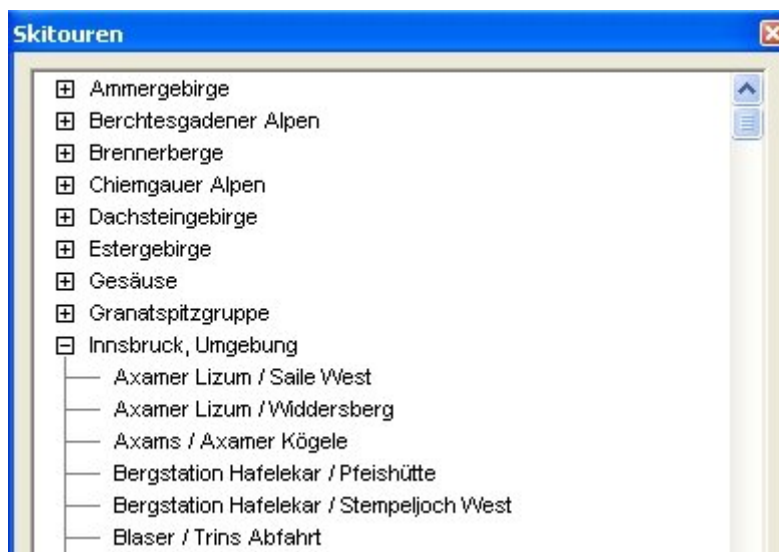 Skitouren
Ammergebirge
Berchtesgadener Alpen
Brennerberge
Chiemgauer Alpen
Dachsteingebirge
Estergebirge
Gesäuse
Granatspitzgruppe
Innsbruck, Umgebung
Axamer Lizum / Saile West
Axamer Lizum / Widdersberg
Axams / Axamer Kögele
Bergstation Hafelekar / Pfeishütte
Bergstation Hafelekar / Stempeljoch West
Blaser / Trins Abfahrt